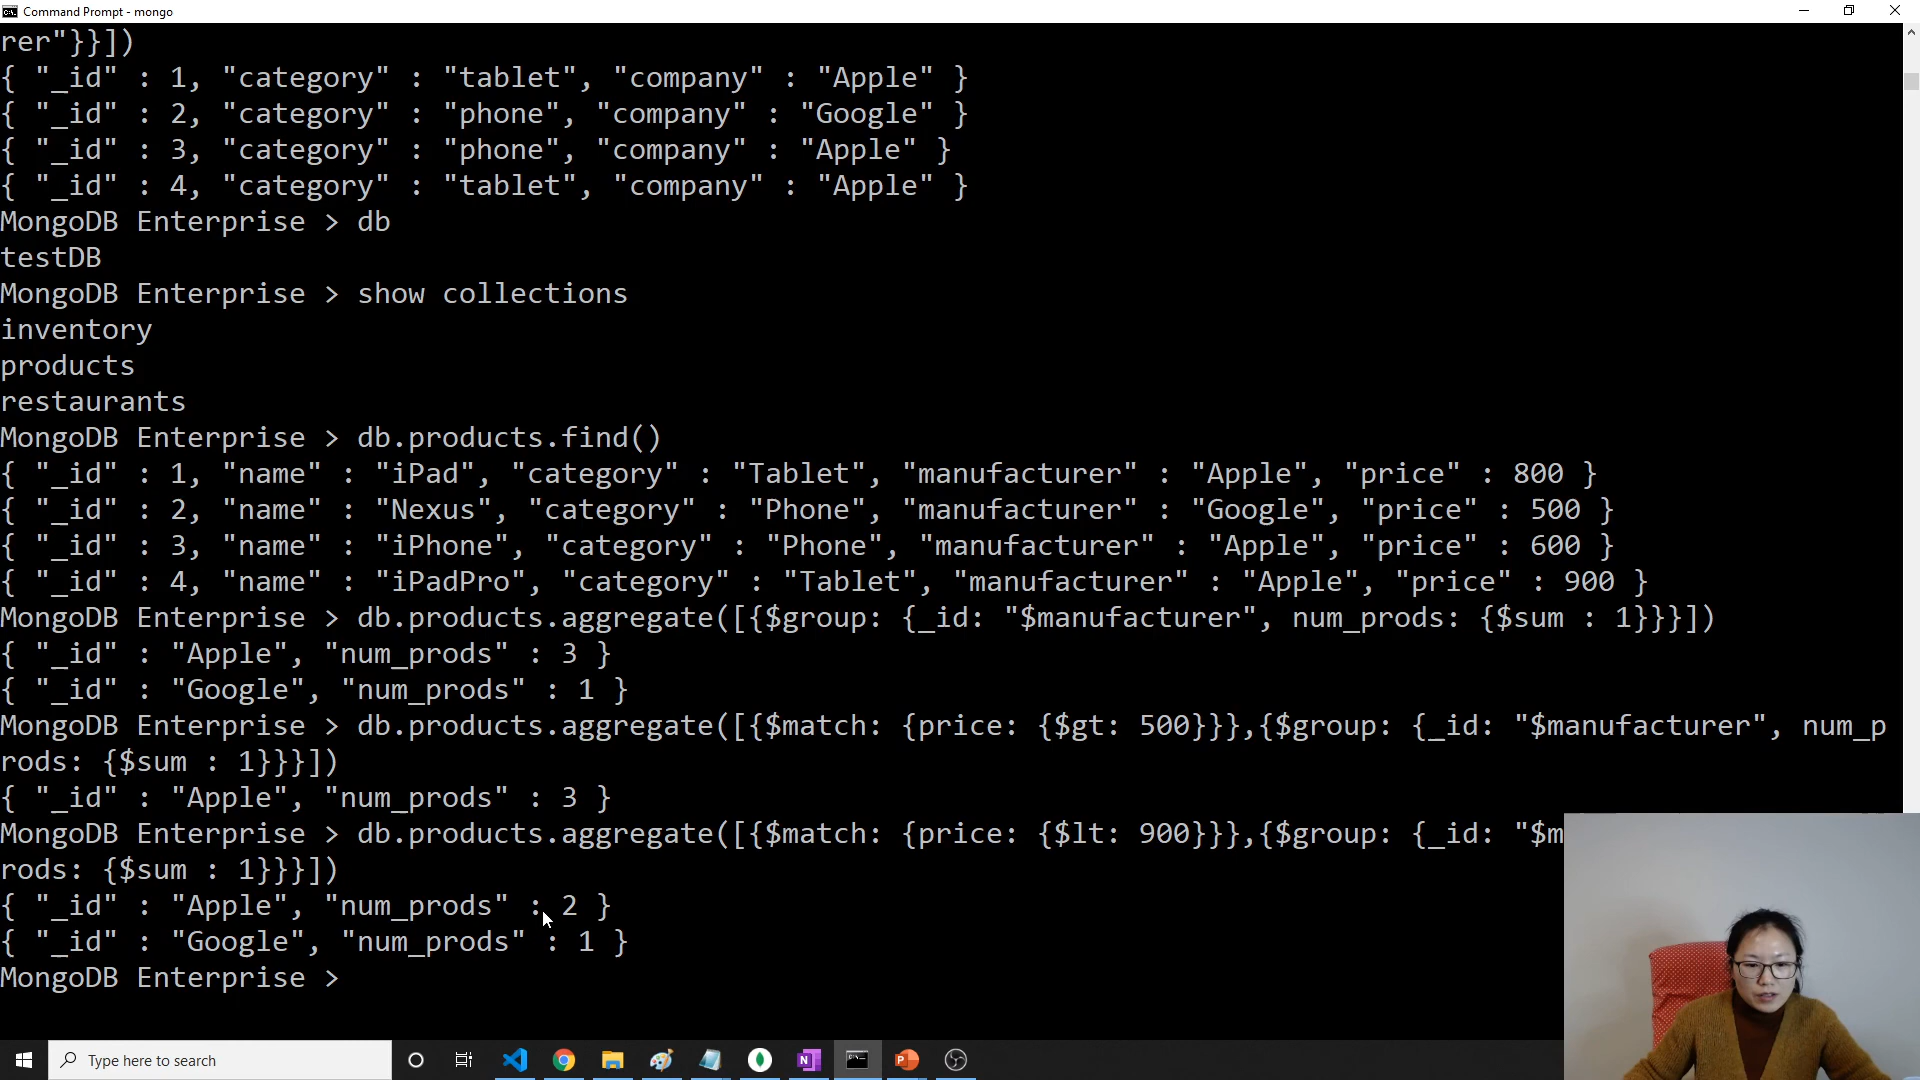 Command Prompt - mongo
rer"}}])
{ "_id" : 1, "category" : "tablet", "company" : "Apple" }
{ "_id" : 2, "category" : "phone", "company" : "Google" }
{ "_id" : 3, "category" : "phone", "company" : "Apple" }
{ "_id" : 4, "category" : "tablet", "company" : "Apple" }
MongoDB Enterprise > db
testDB
MongoDB Enterprise > show collections
inventory
products
restaurants
MongoDB Enterprise > db.products.find()
{ "_id" : 1, "name" : "iPad", "category" : "Tablet", "manufacturer" : "Apple", "price" : 800 }
{ "_id" : 2, "name" : "Nexus", "category" : "Phone", "manufacturer" : "Google", "price" : 500 }
{ "_id" : 3, "name" : "iPhone", "category" : "Phone", "manufacturer" : "Apple", "price" : 600 }
{ "_id" : 4, "name" : "iPadPro", "category" : "Tablet", "manufacturer" : "Apple", "price" : 900 }
MongoDB Enterprise > db.products.aggregate([{$group: {_id: "$manufacturer", num_prods: {$sum : 1}}}])
{ "_id" : "Apple", "num_prods" : 3 }
{ "_id" : "Google", "num_prods" : 1 }
MongoDB Enterprise > db.products.aggregate([{$match: {price: {$gt: 500}}},{$group: {_id: "$manufacturer", num_p
rods: {$sum : 1}}}])
{ "_id" : "Apple", "num_prods" : 3 }
MongoDB Enterprise > db.products.aggregate([{$match: {price: {$lt: 900}}},{$group: {_id: "$m
rods: {$sum : 1}}}])
{ "_id" : "Apple", "num_prods" : 2 }
{ "_id" : "Google", "num_prods" : 1 }
MongoDB Enterprise >
Type here to search